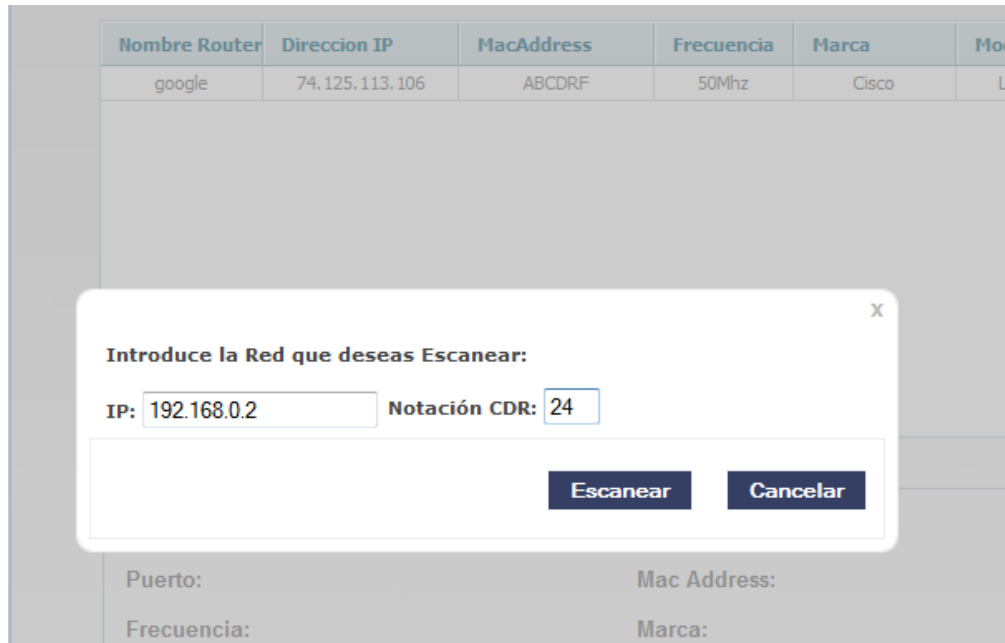 Nombre Router Direccion IP MacAddress Frecuencia Marca
google 74.125.113.106 ABCDRF 50Mhz Cisco
x
Introduce la Red que deseas Escanear:
IP: 192.168.0.2 Notación CDR: 24
Escanear Cancelar
Puerto: Mac Address:
Frecuencia: Marca: